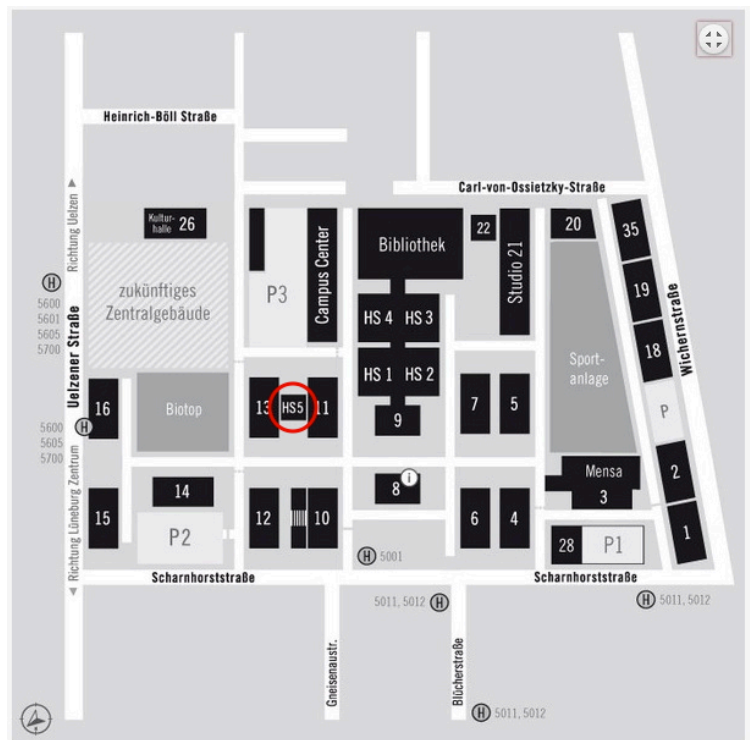 Heinrich-Böll Straße
Carl-von-Ossietzky-Straße
Richtung Uelzen
Kultur-
halle 26
22
20
35
Bibliothek
Campus Center
Studio 21
P3
zukünftiges
Zentralgebäude
H
5600
5601
5605
5700
Uelzener Straße
19
HS 4
HS 3
18
Wichernstraße
Sport-
anlage
HS 1
HS 2
16
Biotop
13
HS5
11
9
7
5
P
H
5600
5605
5700
Richtung Lüneburg Zentrum
Mensa
3
2
14
8
i
15
12
10
6
4
1
P2
28
P1
H 5001
Scharnhorststraße
Scharnhorststraße
5011, 5012 H
H 5011, 5012
Gneisenaustr.
Blücherstraße
H 5011, 5012